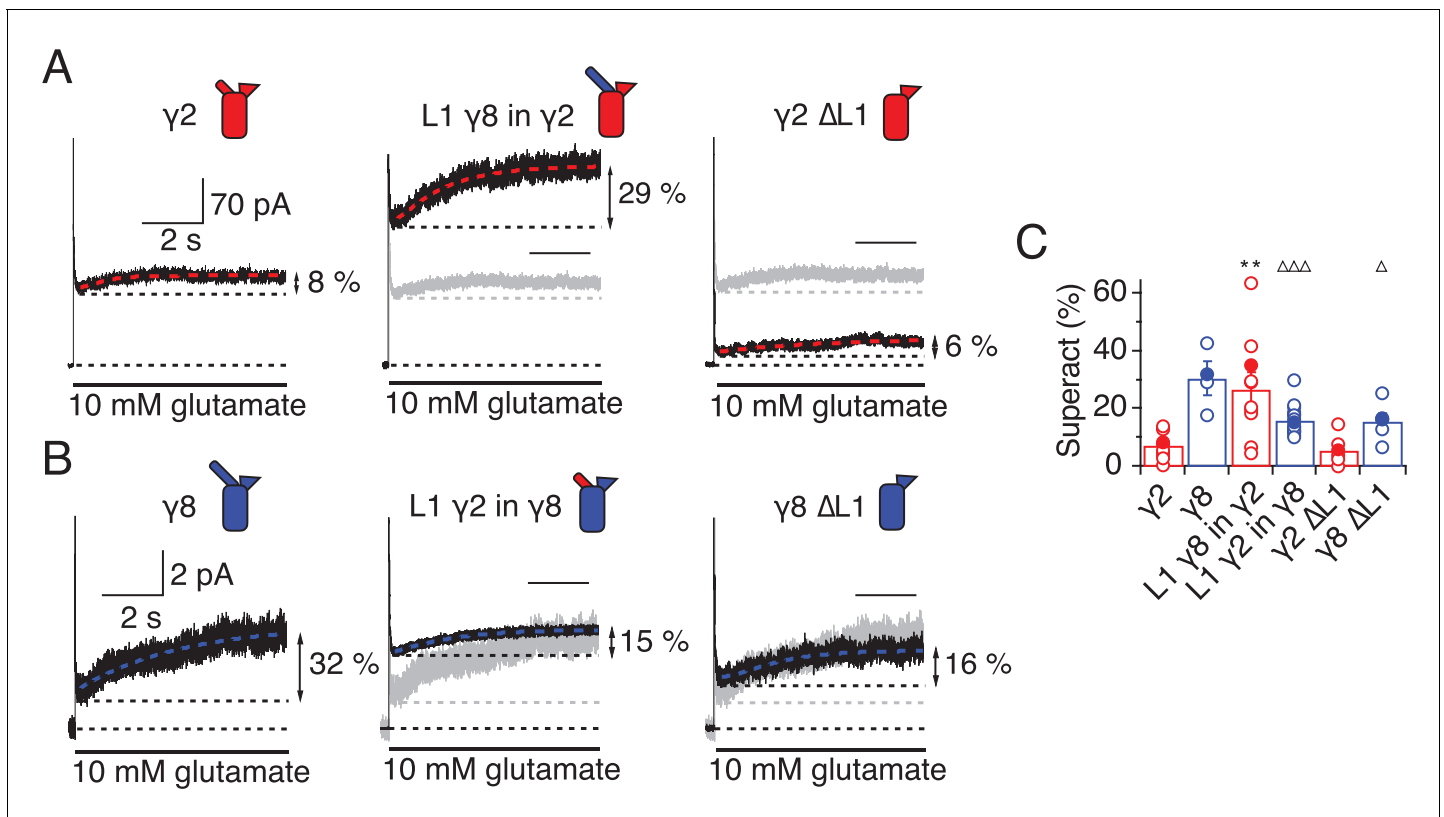 A
γ2
L1 γ8 in γ2
γ2 ΔL1
70 pA
2 s
8 %
29 %
6 %
10 mM glutamate
10 mM glutamate
10 mM glutamate
B
γ8
L1 γ2 in γ8
γ8 ΔL1
2 pA
2 s
32 %
15 %
16 %
10 mM glutamate
10 mM glutamate
10 mM glutamate
C
** △△△ △
Superact (%)
60
40
20
0
γ2
γ8
L1 γ8 in γ2
L1 γ2 in γ8
γ2 ΔL1
γ8 ΔL1